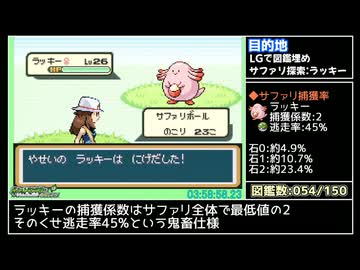 ラッキー♀ Lv26
サファリボール
のこり 23こ
やせいの ラッキーは にげだした!
03:58:58.23
目的地
LGで図鑑埋め
サファリ探索:ラッキー
◆サファリ捕獲率
ラッキー
捕獲係数:2
逃走率:45%
石0:約4.9%
石1:約10.7%
石2:約23.4%
図鑑数:054/150
ラッキーの捕獲係数はサファリ全体で最低値の2
そのくせ逃走率45%という鬼畜仕様